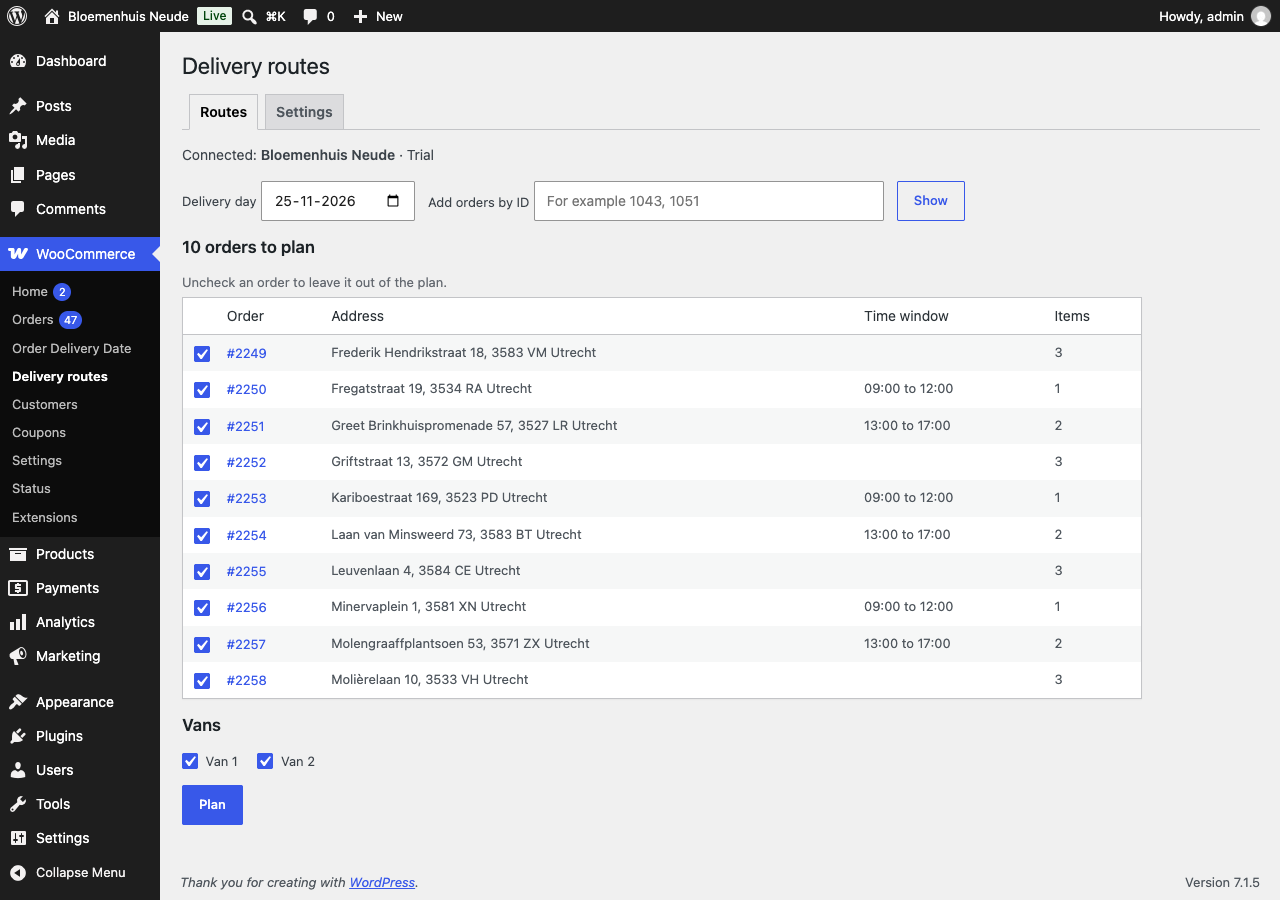 Bloemenhuis Neude Live ⌘K 0 New Howdy, admin
Dashboard
Posts
Media
Pages
Comments
WooCommerce
Home 2
Orders 47
Order Delivery Date
Delivery routes
Customers
Coupons
Settings
Status
Extensions
Products
Payments
Analytics
Marketing
Appearance
Plugins
Users
Tools
Settings
Collapse Menu
Delivery routes
Routes Settings
Connected: Bloemenhuis Neude · Trial
Delivery day 25-11-2026 Add orders by ID For example 1043, 1051 Show
10 orders to plan
Uncheck an order to leave it out of the plan.
Order Address Time window Items
#2249 Frederik Hendrikstraat 18, 3583 VM Utrecht 3
#2250 Fregatstraat 19, 3534 RA Utrecht 09:00 to 12:00 1
#2251 Greet Brinkhuispromenade 57, 3527 LR Utrecht 13:00 to 17:00 2
#2252 Griftstraat 13, 3572 GM Utrecht 3
#2253 Kariboestraat 169, 3523 PD Utrecht 09:00 to 12:00 1
#2254 Laan van Minsweerd 73, 3583 BT Utrecht 13:00 to 17:00 2
#2255 Leuvenlaan 4, 3584 CE Utrecht 3
#2256 Minervaplein 1, 3581 XN Utrecht 09:00 to 12:00 1
#2257 Molengraaffplantsoen 53, 3571 ZX Utrecht 13:00 to 17:00 2
#2258 Molièrelaan 10, 3533 VH Utrecht 3
Vans
Van 1 Van 2
Plan
Thank you for creating with WordPress. Version 7.1.5